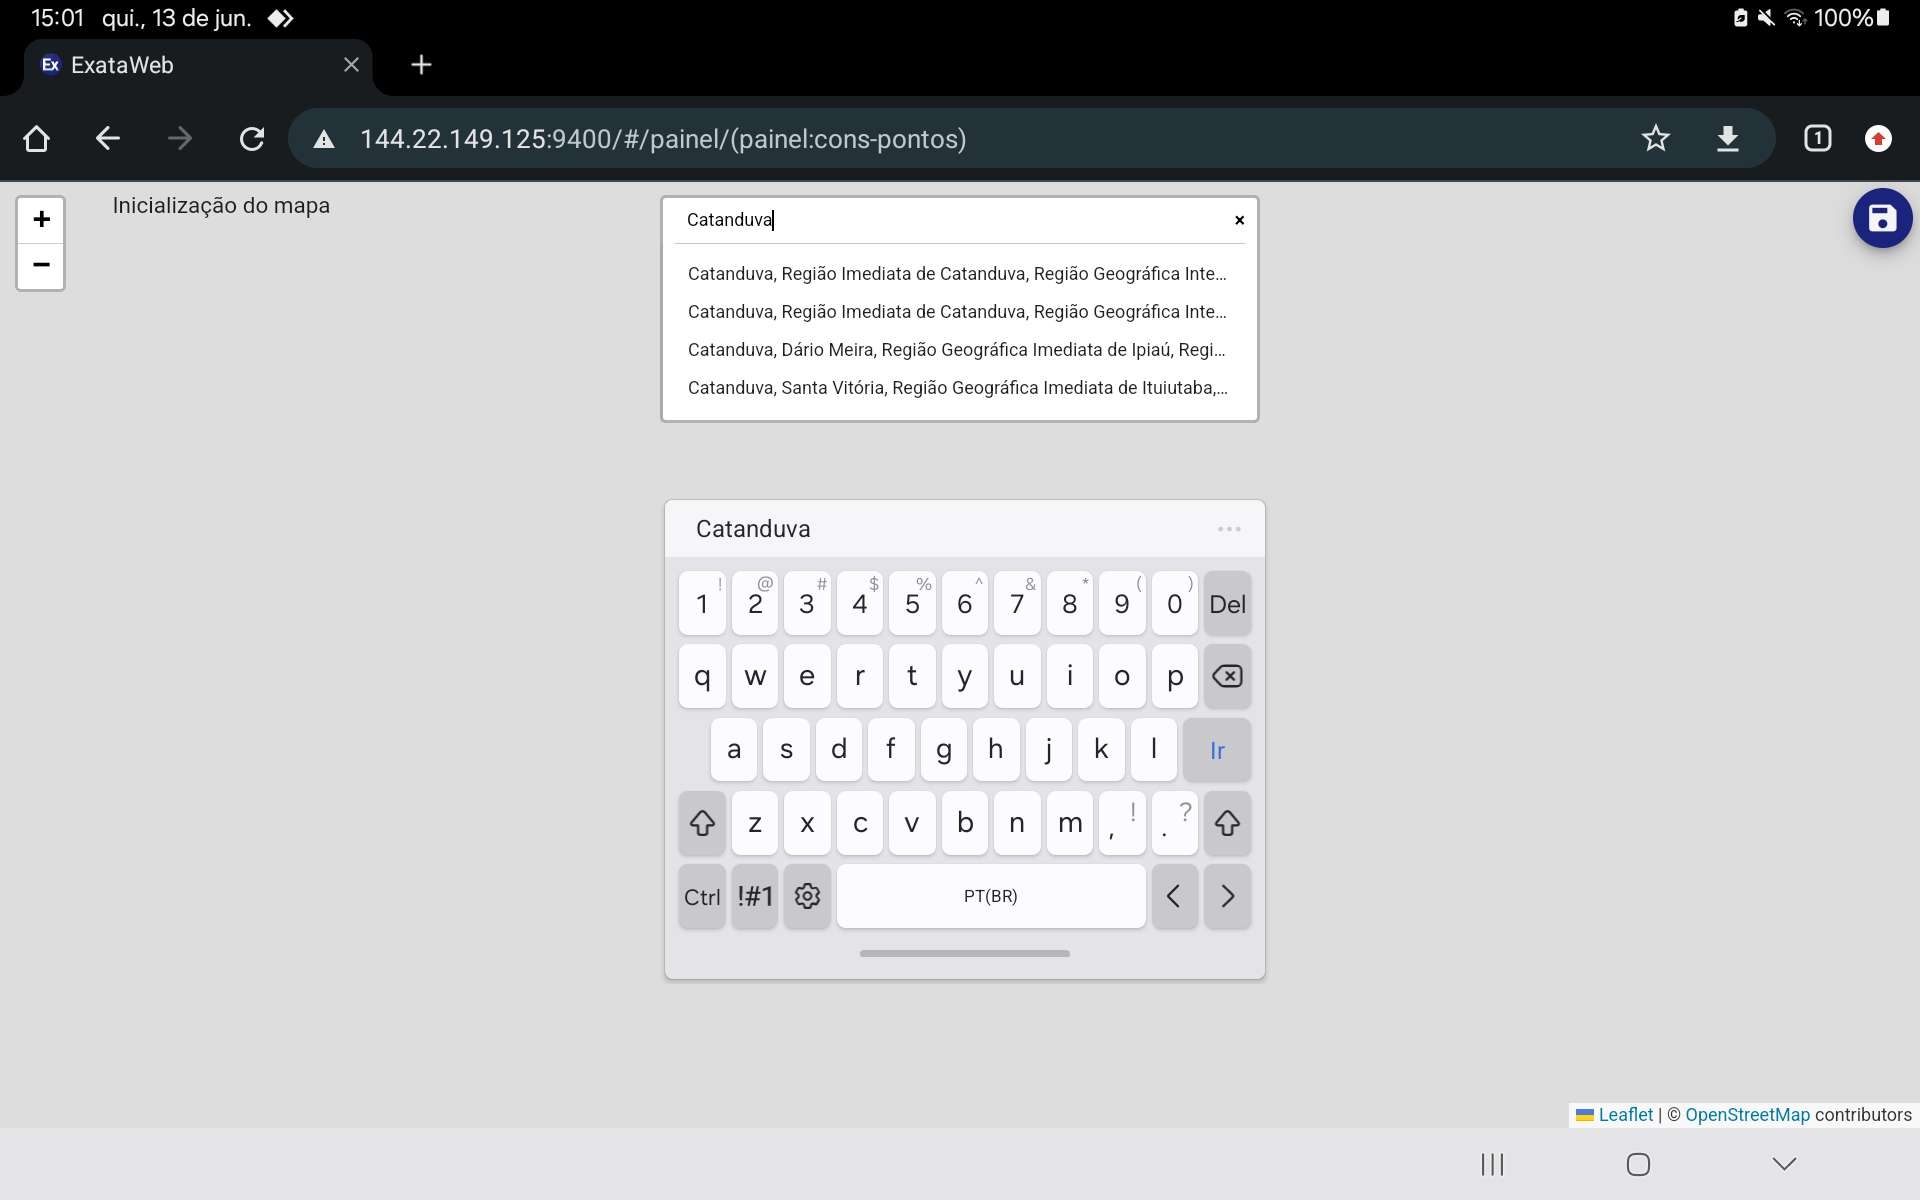 15:01 qui., 13 de jun.
100%
Ex ExataWeb
144.22.149.125:9400/#/painel/(painel:cons-pontos)
1
+
−
Inicialização do mapa
Catanduva ×
Catanduva, Região Imediata de Catanduva, Região Geográfica Inte...
Catanduva, Região Imediata de Catanduva, Região Geográfica Inte...
Catanduva, Dário Meira, Região Geográfica Imediata de Ipiaú, Regi...
Catanduva, Santa Vitória, Região Geográfica Imediata de Ituiutaba,...
Catanduva ...
! @ # $ % ^ & * ( )
1 2 3 4 5 6 7 8 9 0 Del
q w e r t y u i o p
a s d f g h j k l Ir
z x c v b n m , ! . ?
Ctrl !#1 PT(BR) < >
Leaflet | © OpenStreetMap contributors